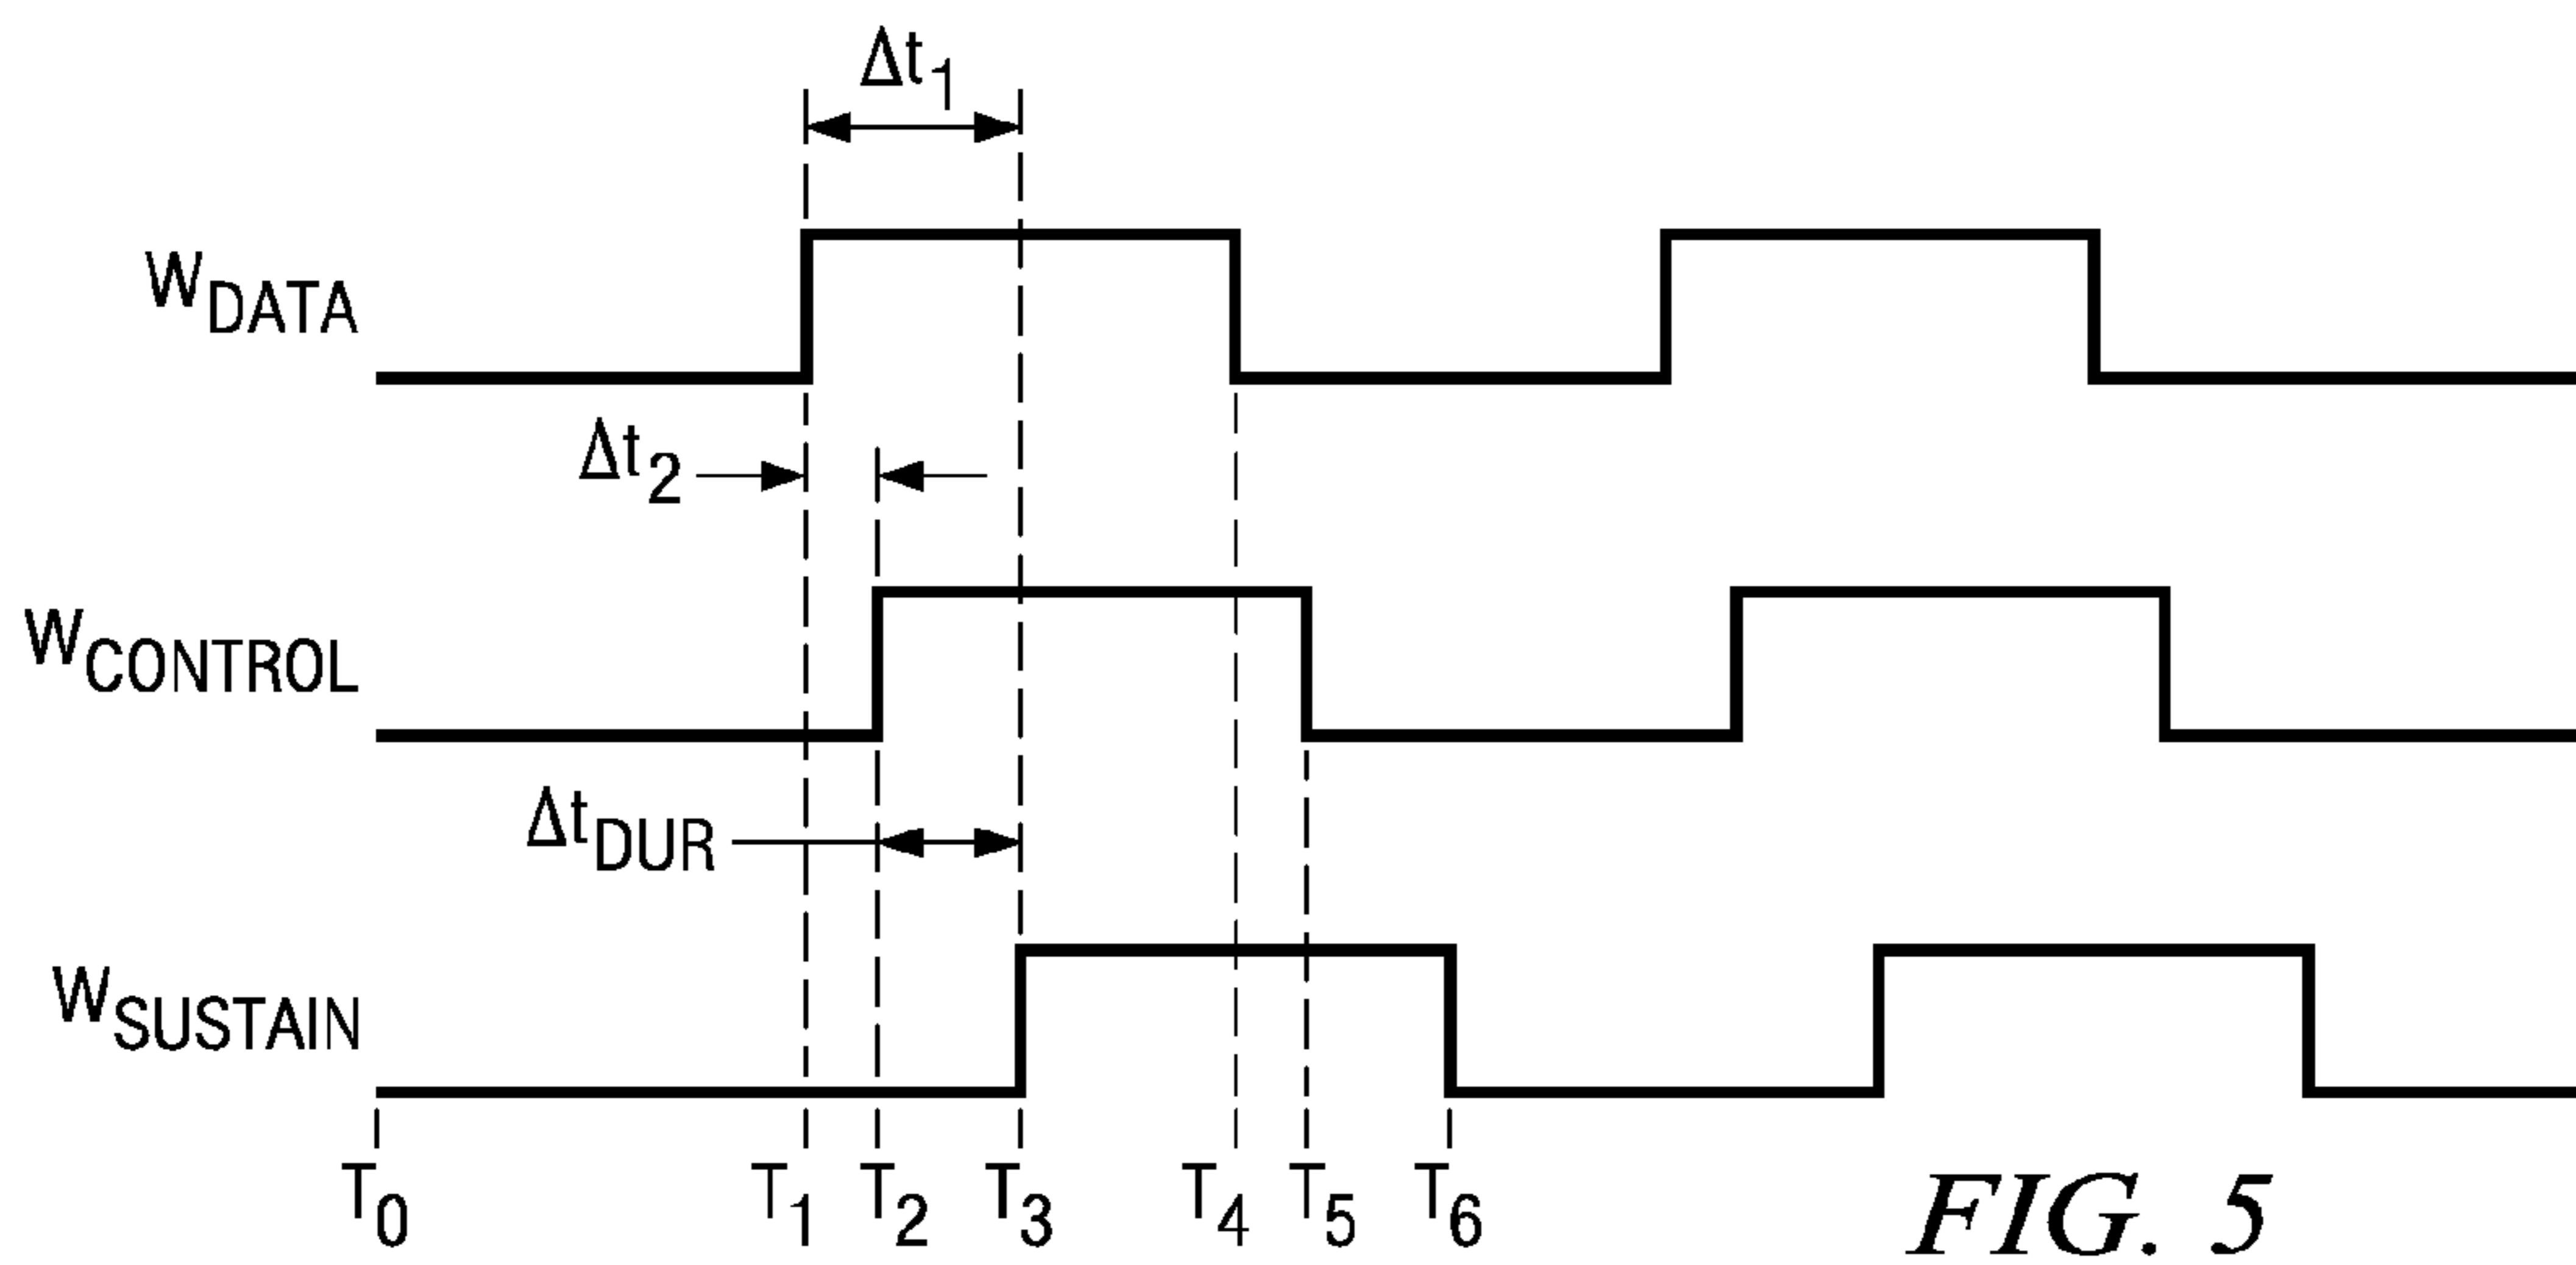 Δt1
WDATA
Δt2
WCONTROL
ΔtDUR
WSUSTAIN
T0 T1 T2 T3 T4 T5 T6
FIG. 5